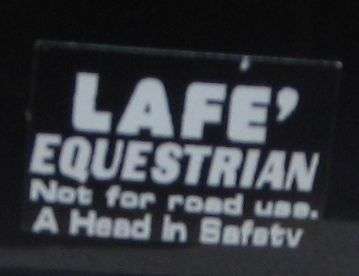 LAFE'
EQUESTRIAN
Not for road use.
A Head in Safety